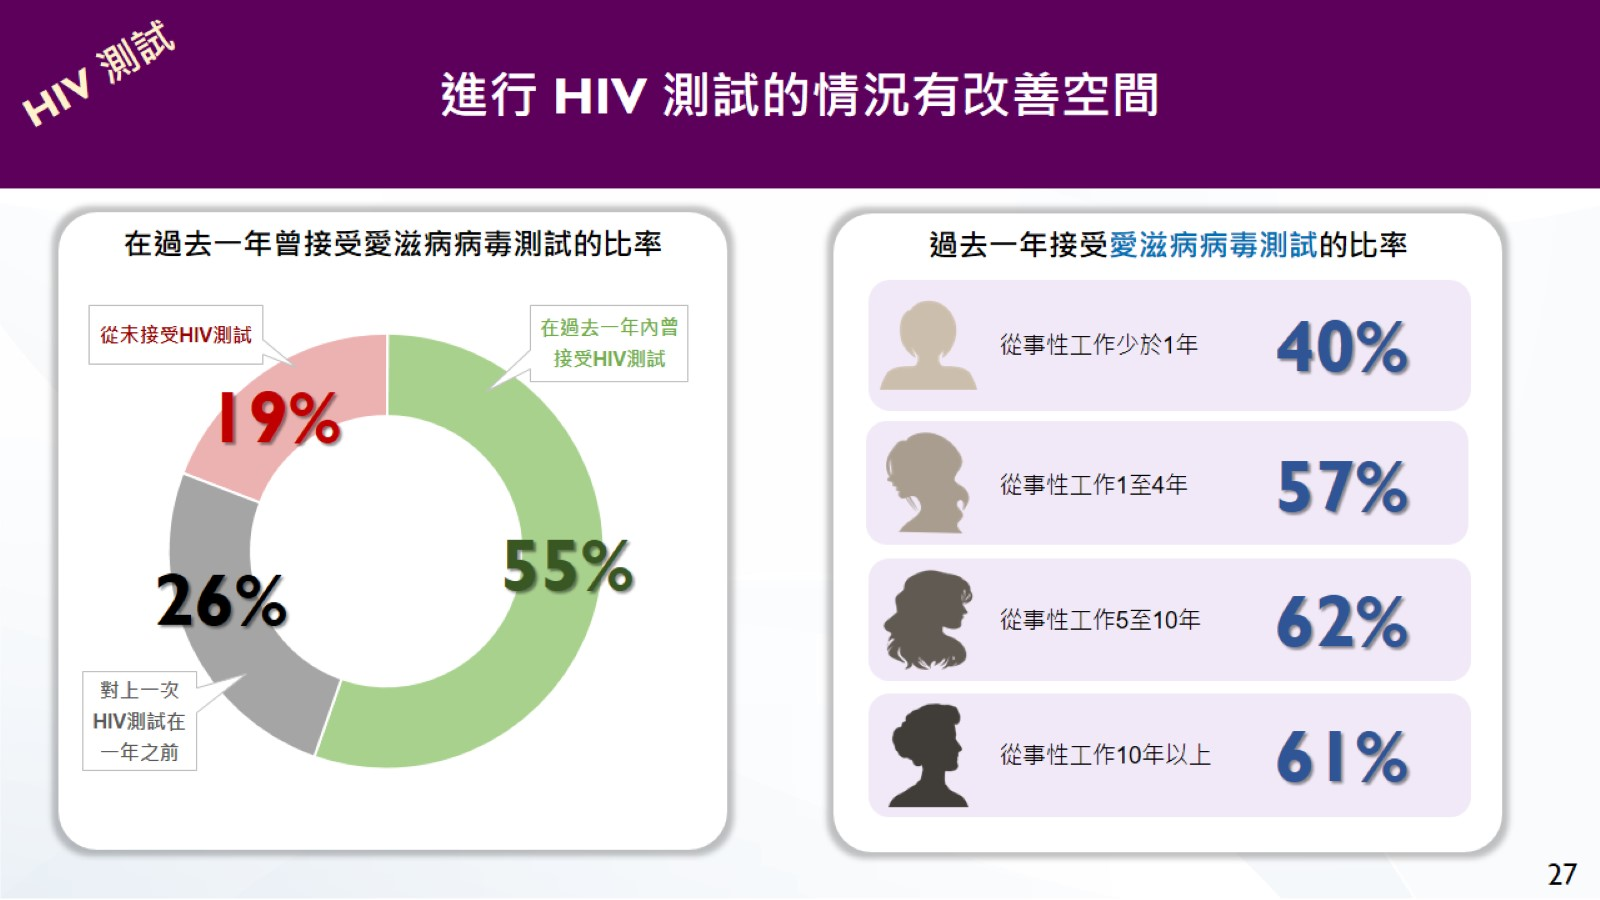 HIV 測試
進行 HIV 測試的情況有改善空間
在過去一年曾接受愛滋病病毒測試的比率
從未接受HIV測試
在過去一年內曾
接受HIV測試
19%
55%
26%
對上一次
HIV測試在
一年之前
過去一年接受愛滋病病毒測試的比率
從事性工作少於1年
40%
從事性工作1至4年
57%
從事性工作5至10年
62%
從事性工作10年以上
61%
27